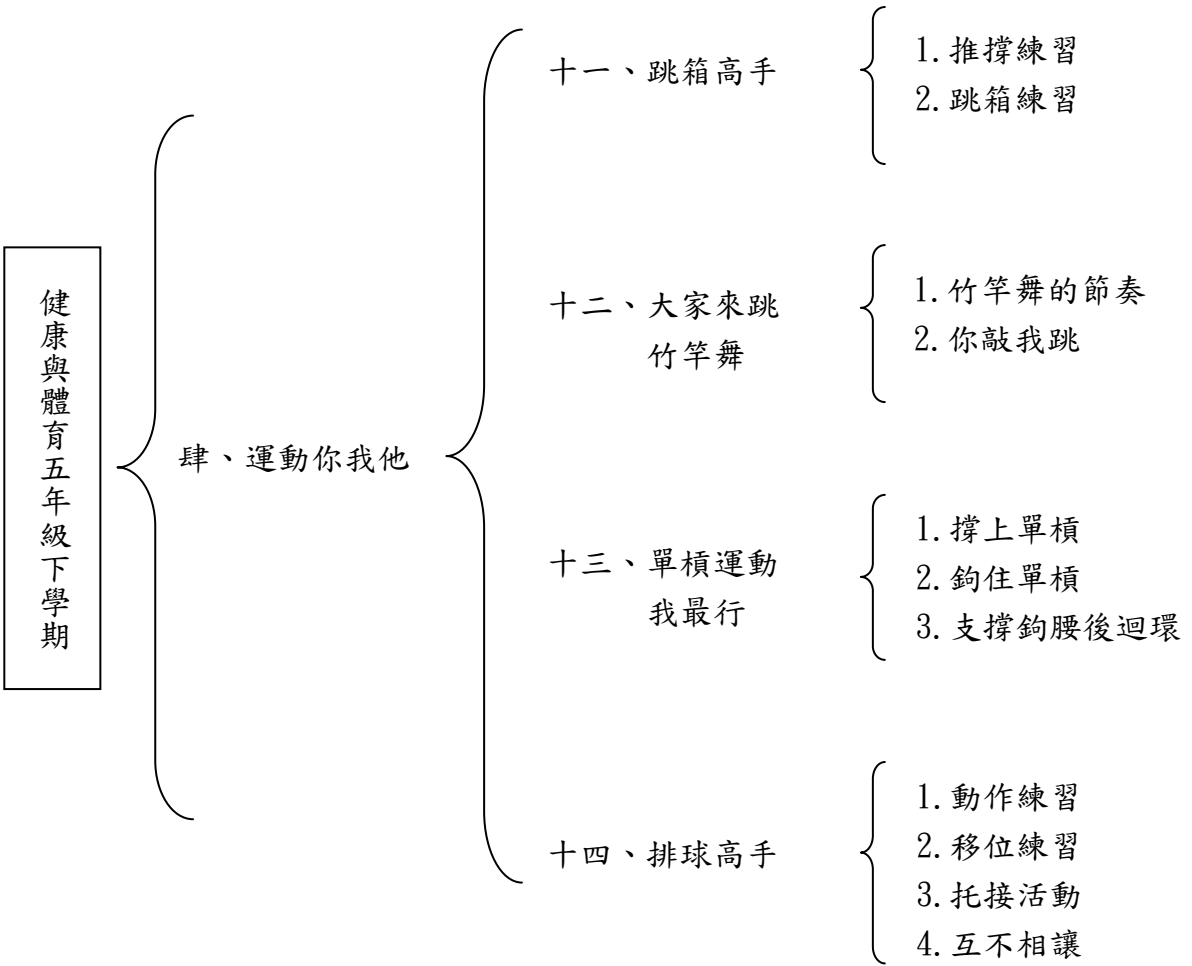 健康與體育五年級下學期
肆、運動你我他
十一、跳箱高手
1.推撐練習
2.跳箱練習
十二、大家來跳
竹竿舞
1.竹竿舞的節奏
2.你敲我跳
十三、單槓運動
我最行
1.撐上單槓
2.鉤住單槓
3.支撐鉤腰後迴環
十四、排球高手
1.動作練習
2.移位練習
3.托接活動
4.互不相讓